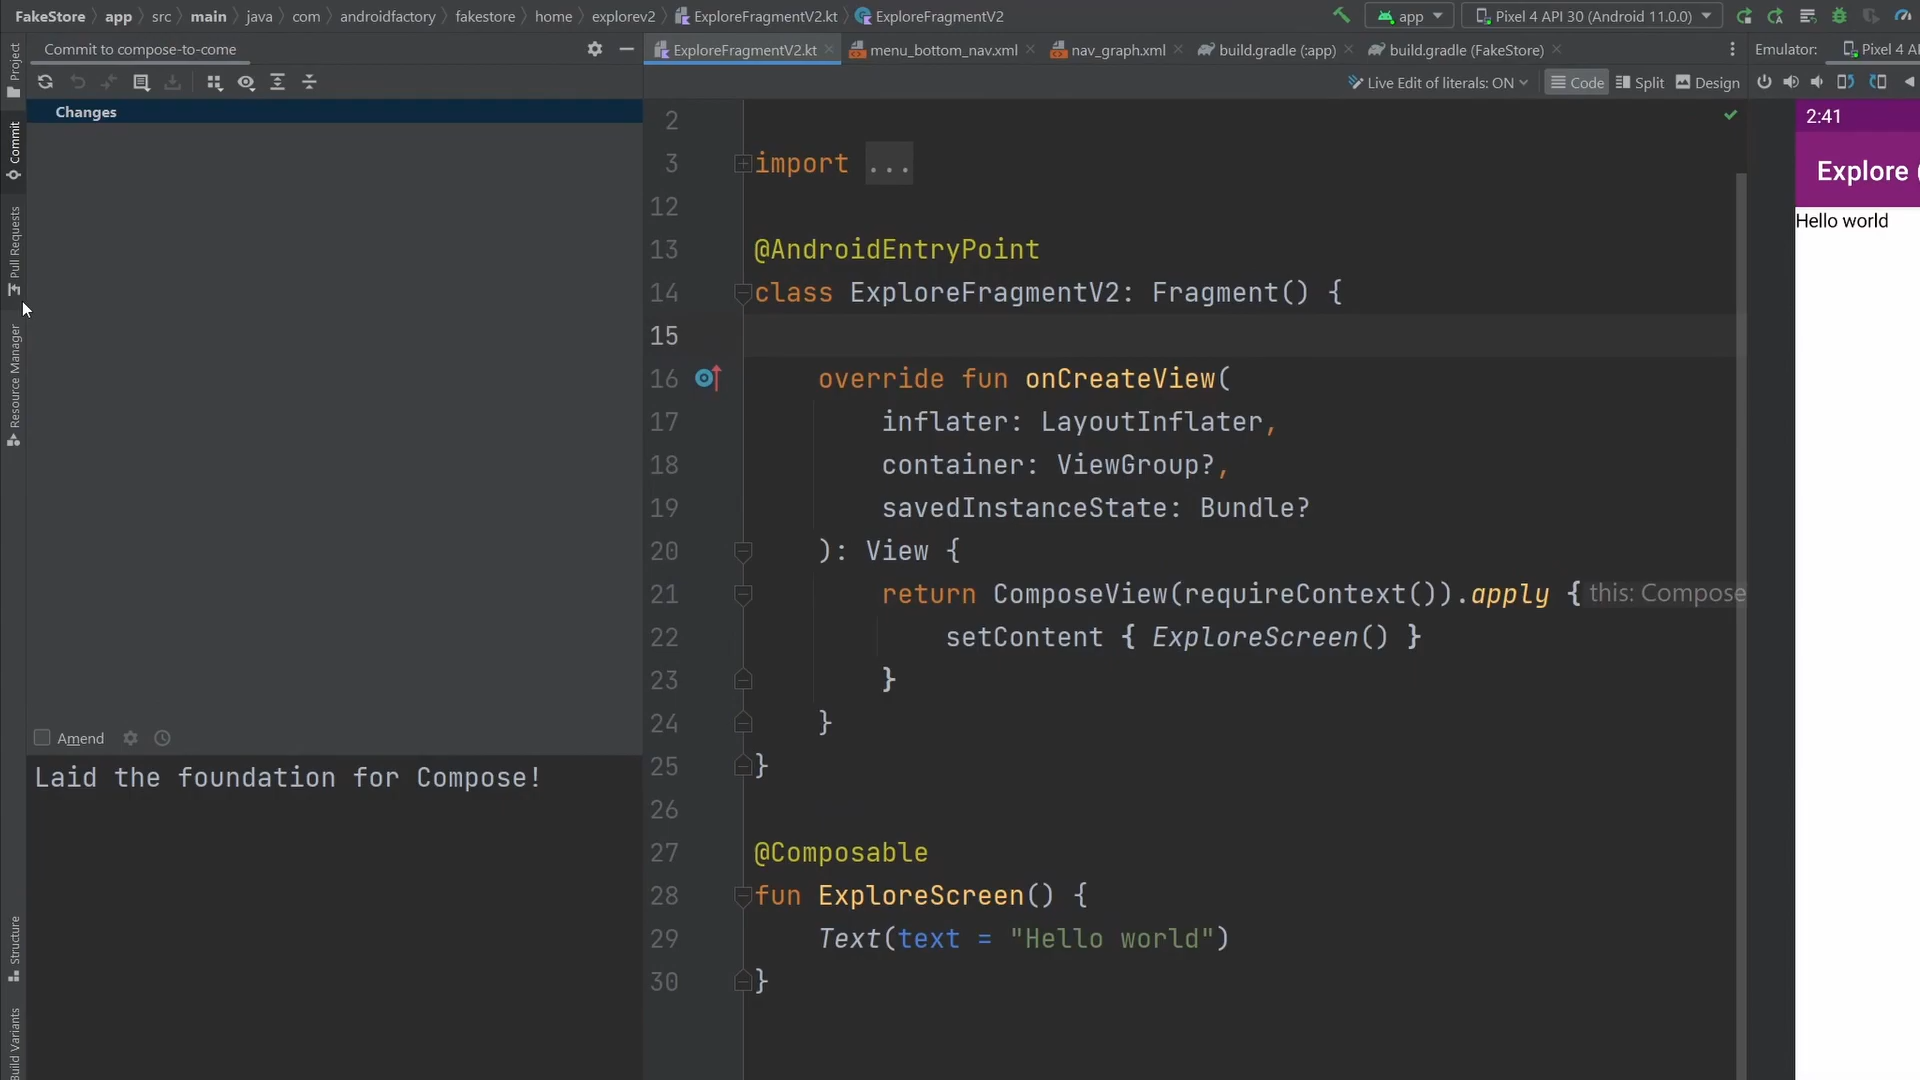 FakeStore app src main java com androidfactory fakestore home explorev2 ExploreFragmentV2.kt ExploreFragmentV2
app Pixel 4 API 30 (Android 11.0.0)
Commit to compose-to-come
ExploreFragmentV2.kt menu_bottom_nav.xml nav_graph.xml build.gradle (:app) build.gradle (FakeStore)
Emulator: Pixel 4 A
Live Edit of literals: ON Code Split Design
Project
Commit
Pull Requests
Resource Manager
Structure
Build Variants
Changes
Amend
Laid the foundation for Compose!
2
3 import ...
12
13 @AndroidEntryPoint
14 class ExploreFragmentV2: Fragment() {
15
16 override fun onCreateView(
17 inflater: LayoutInflater,
18 container: ViewGroup?,
19 savedInstanceState: Bundle?
20 ): View {
21 return ComposeView(requireContext()).apply { this: Compose
22 setContent { ExploreScreen() }
23 }
24 }
25 }
26
27 @Composable
28 fun ExploreScreen() {
29 Text(text = "Hello world")
30 }
2:41
Explore (
Hello world